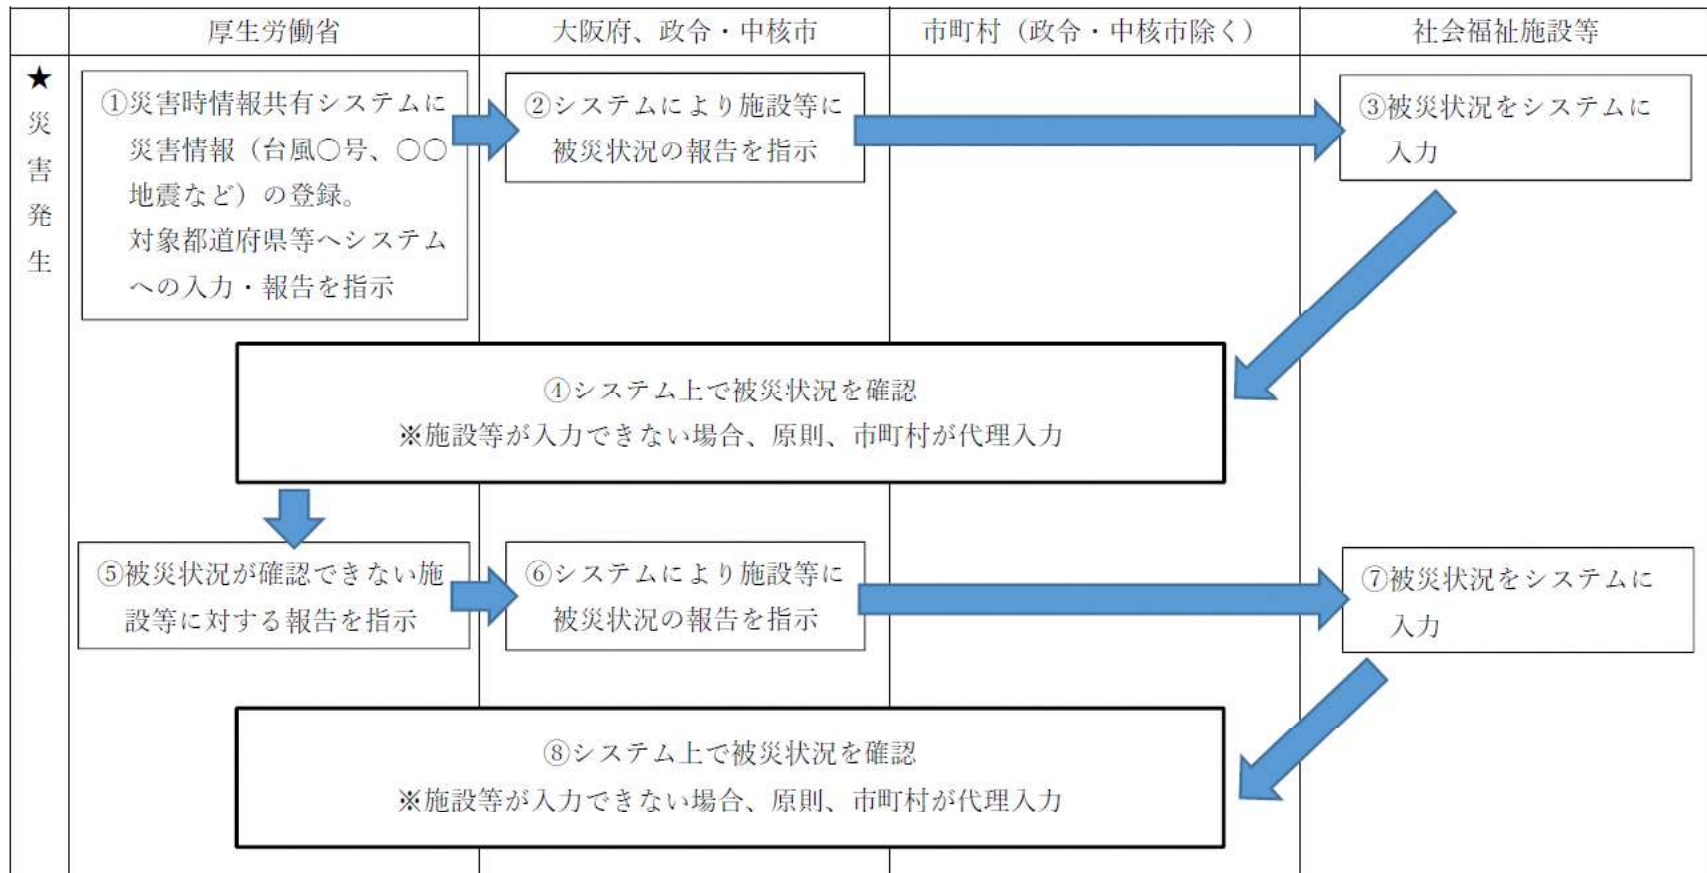 厚生労働省
大阪府、政令・中核市
市町村（政令・中核市除く）
社会福祉施設等
★
災
害
発
生
①災害時情報共有システムに
災害情報（台風○号、○○
地震など）の登録。
対象都道府県等へシステム
への入力・報告を指示
②システムにより施設等に
被災状況の報告を指示
③被災状況をシステムに
入力
④システム上で被災状況を確認
※施設等が入力できない場合、原則、市町村が代理入力
⑤被災状況が確認できない施
設等に対する報告を指示
⑥システムにより施設等に
被災状況の報告を指示
⑦被災状況をシステムに
入力
⑧システム上で被災状況を確認
※施設等が入力できない場合、原則、市町村が代理入力